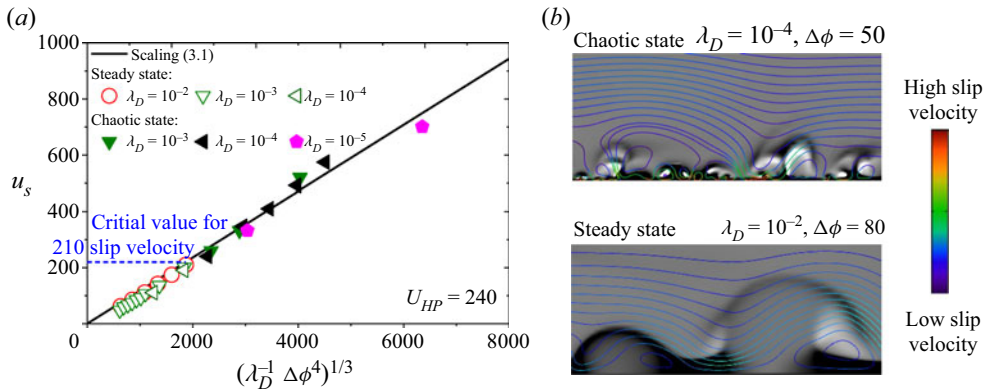 (a)
1000
800
600
400
200
0
u_s
Scaling (3.1)
Steady state:
λ_D = 10^−2 λ_D = 10^−3 λ_D = 10^−4
Chaotic state:
λ_D = 10^−3 λ_D = 10^−4 λ_D = 10^−5
Critial value for
210 slip velocity
U_HP = 240
0 2000 4000 6000 8000
(λ_D^−1 Δϕ^4)^1/3
(b)
Chaotic state λ_D = 10^−4, Δϕ = 50
Steady state λ_D = 10^−2, Δϕ = 80
High slip
velocity
Low slip
velocity